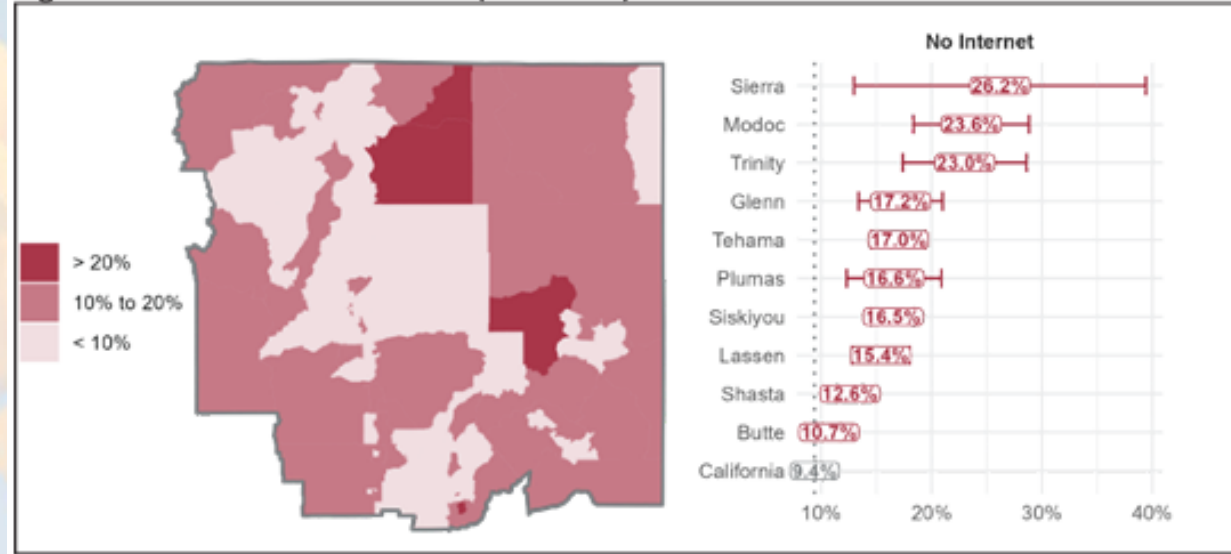 No Internet
> 20%
10% to 20%
< 10%
Sierra 26.2%
Modoc 23.6%
Trinity 23.0%
Glenn 17.2%
Tehama 17.0%
Plumas 16.6%
Siskiyou 16.5%
Lassen 15.4%
Shasta 12.6%
Butte 10.7%
California 9.4%
10% 20% 30% 40%